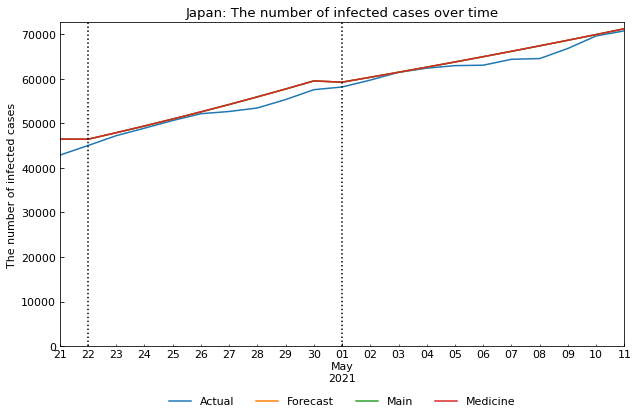 Japan: The number of infected cases over time
The number of infected cases
70000
60000
50000
40000
30000
20000
10000
0
21 22 23 24 25 26 27 28 29 30 01 02 03 04 05 06 07 08 09 10 11
May
2021
Actual Forecast Main Medicine